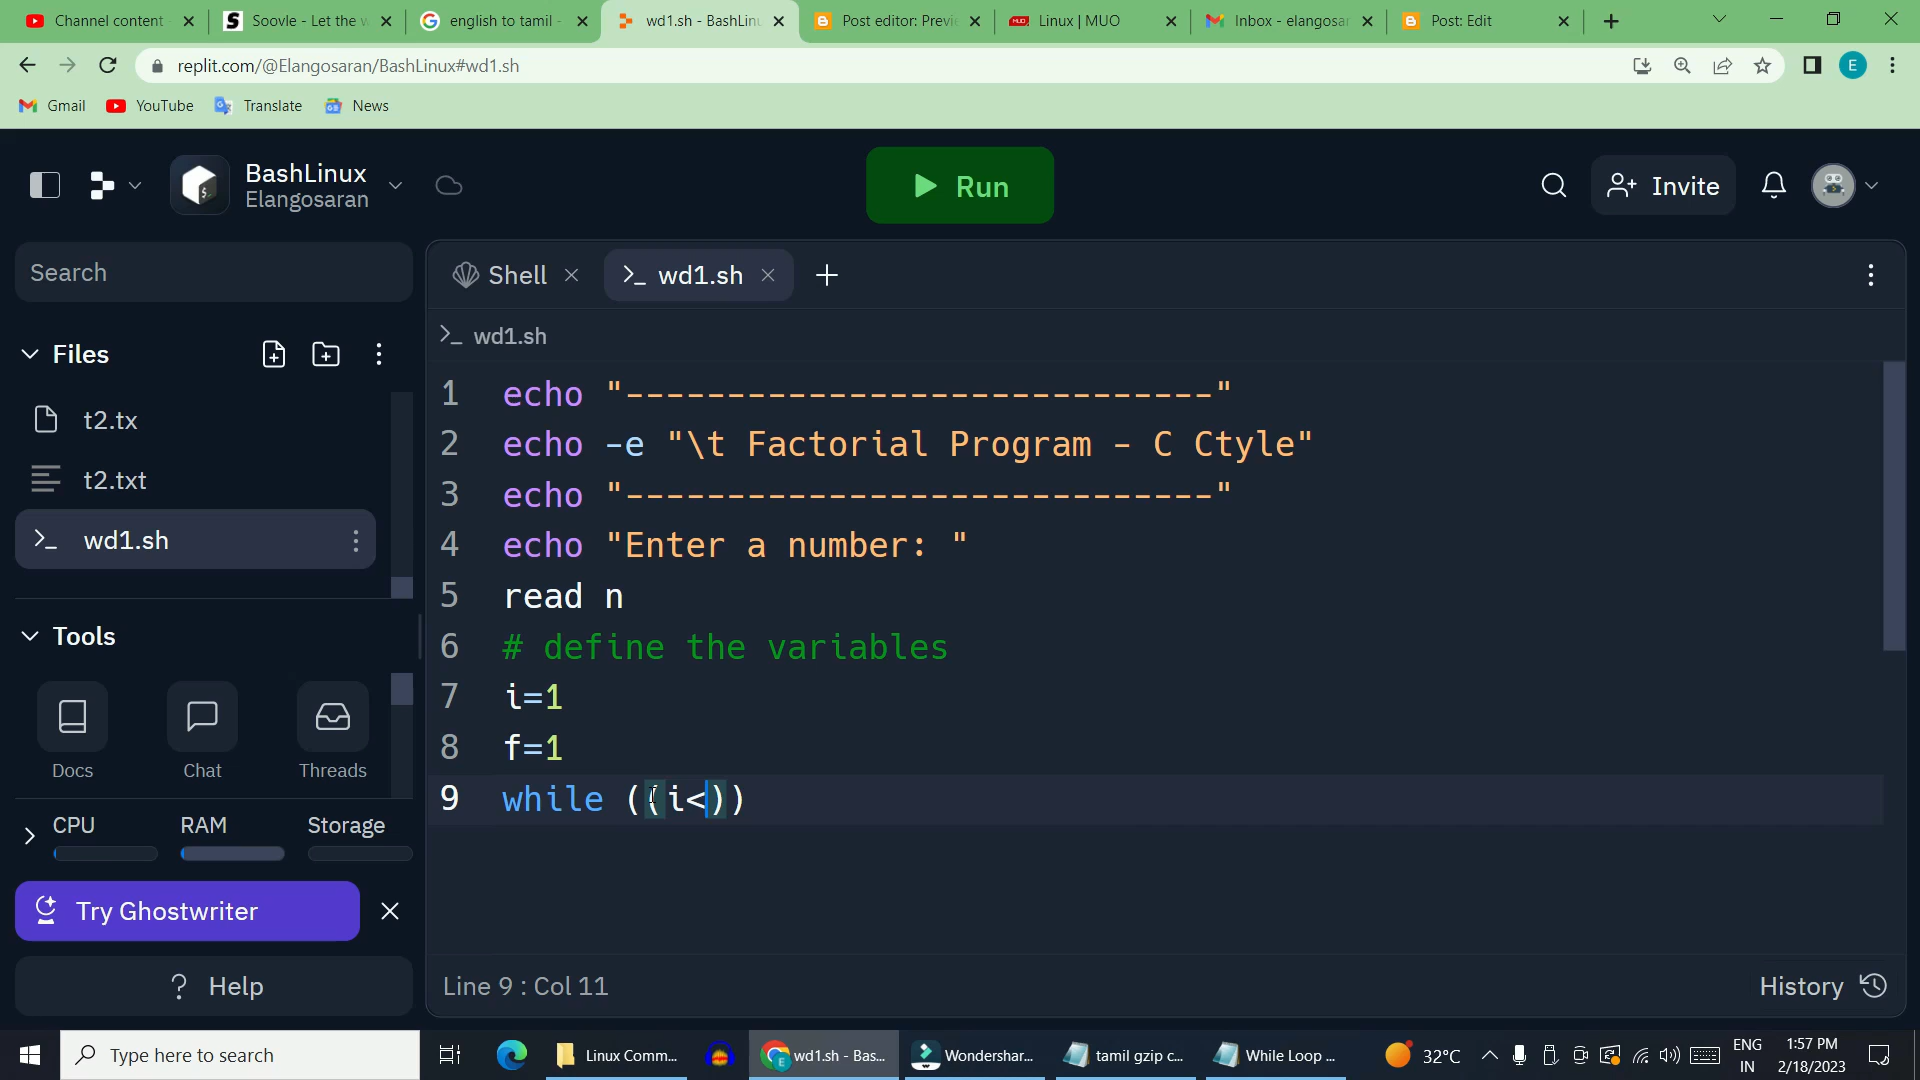 Channel content
Soovle - Let the w
english to tamil -
wd1.sh - BashLinu
Post editor: Previe
Linux | MUO
Inbox - elangosar
Post: Edit
replit.com/@Elangosaran/BashLinux#wd1.sh
E
Gmail
YouTube
Translate
News
BashLinux
Elangosaran
Run
Invite
Search
Shell
wd1.sh
Files
wd1.sh
t2.tx
t2.txt
wd1.sh
1 echo "-----------------------------"
2 echo -e "\t Factorial Program - C Ctyle"
3 echo "-----------------------------"
4 echo "Enter a number: "
5 read n
6 # define the variables
7 i=1
8 f=1
9 while ((i<))
Tools
Docs
Chat
Threads
CPU
RAM
Storage
Try Ghostwriter
Help
Line 9 : Col 11
History
Type here to search
Linux Comm...
wd1.sh - Bas...
Wondershar...
tamil gzip c...
While Loop ...
32°C
ENG
IN
1:57 PM
2/18/2023